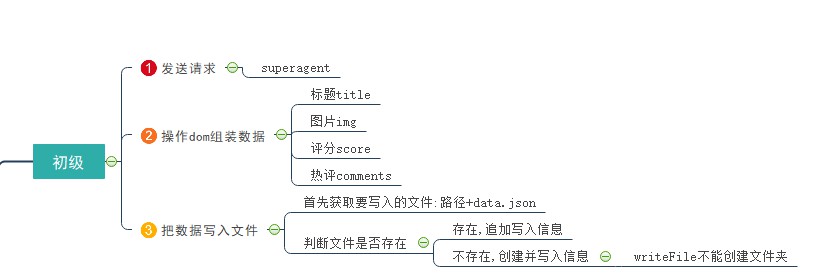 初级
1 发送请求
superagent
2 操作dom组装数据
标题title
图片img
评分score
热评comments
3 把数据写入文件
首先获取要写入的文件:路径+data.json
判断文件是否存在
存在,追加写入信息
不存在,创建并写入信息
writeFile不能创建文件夹